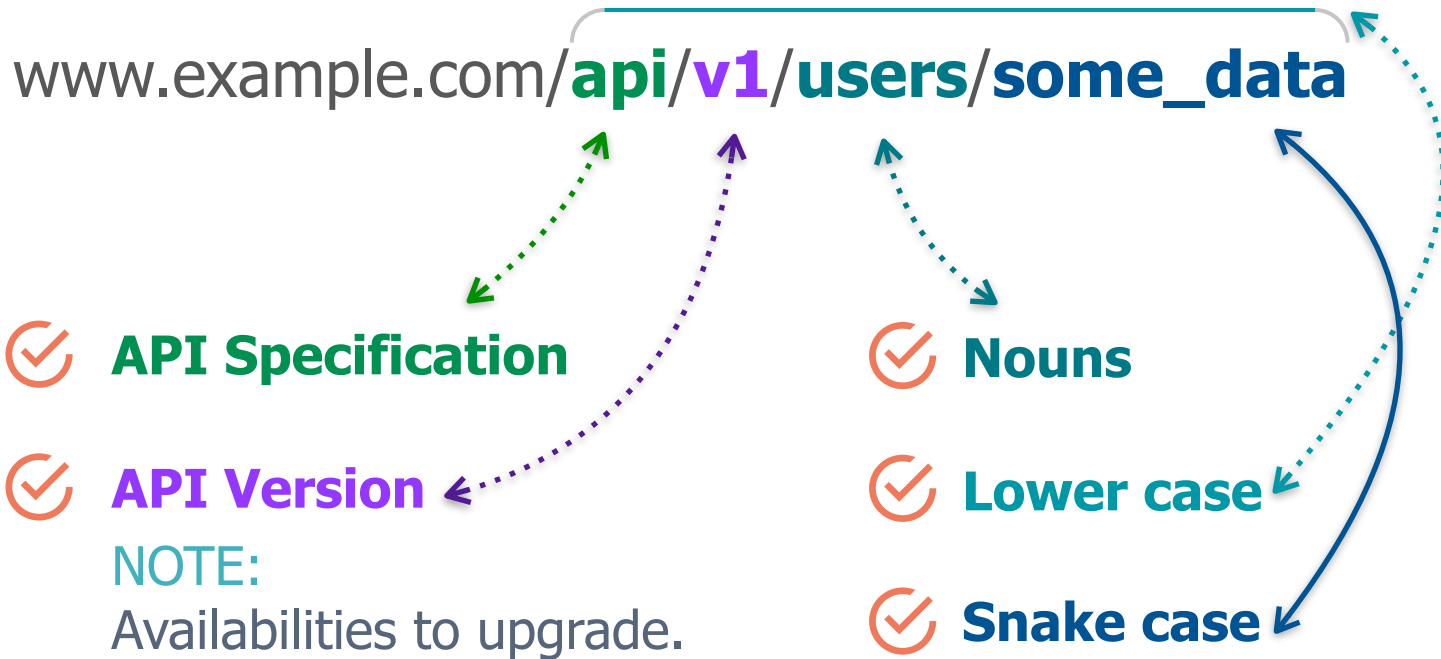 www.example.com/api/v1/users/some_data
API Specification
API Version
NOTE:
Availabilities to upgrade.
Nouns
Lower case
Snake case